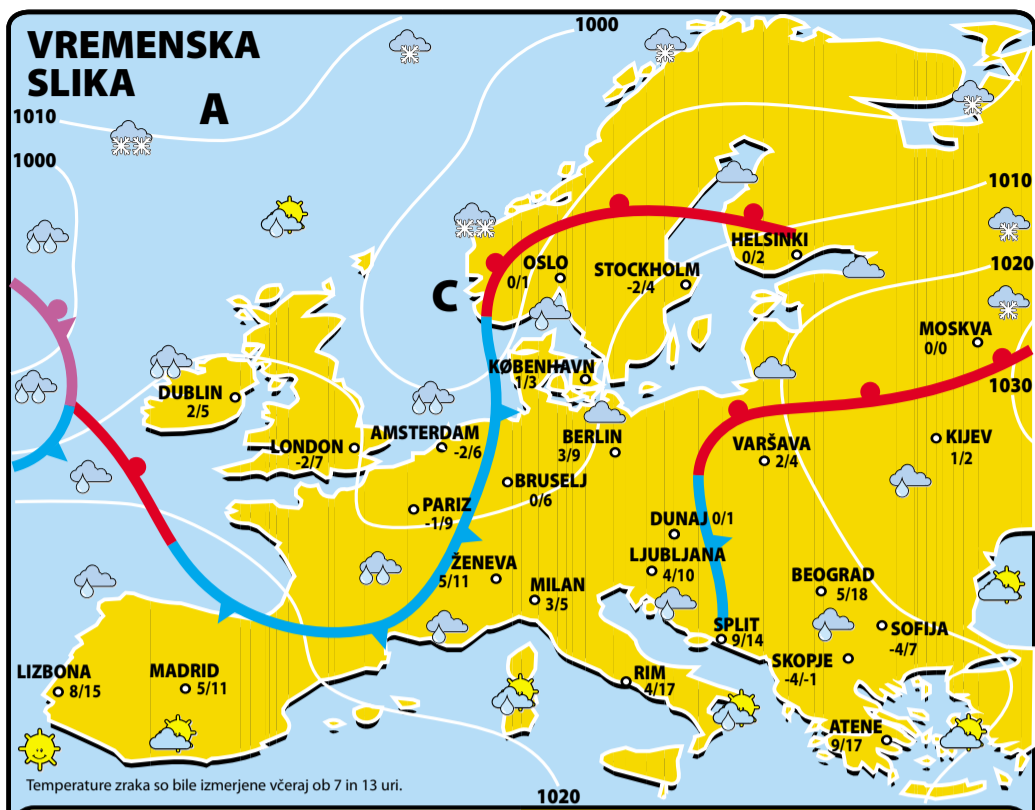 VREMENSKA
SLIKA
A
1000
1010
1000
1010
HELSINKI
0/2
OSLO
0/1
STOCKHOLM
-2/4
1020
C
MOSKVA
0/0
KØBENHAVN
1/3
1030
DUBLIN
2/5
LONDON
-2/7
AMSTERDAM
-2/6
BERLIN
3/9
VARŠAVA
2/4
KIJEV
1/2
BRUSELJ
0/6
PARIZ
-1/9
DUNAJ 0/1
LJUBLJANA
4/10
ŽENEVA
5/11
MILAN
3/5
BEOGRAD
5/18
SPLIT
9/14
SOFIJA
-4/7
SKOPJE
-4/-1
LIZBONA
8/15
MADRID
5/11
RIM
4/17
ATENE
9/17
Temperature zraka so bile izmerjene včeraj ob 7 in 13 uri.
1020